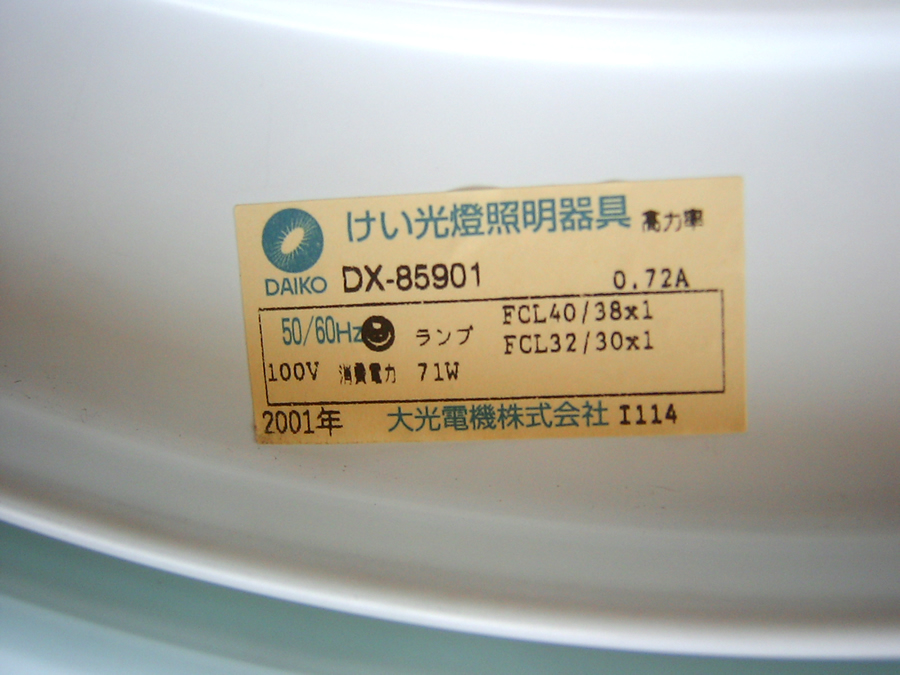 けい光燈照明器具 高力率
DAIKO DX-85901 0.72A
50/60Hz ランプ FCL40/38x1
FCL32/30x1
100V 消費電力 71W
2001年 大光電機株式会社 I114